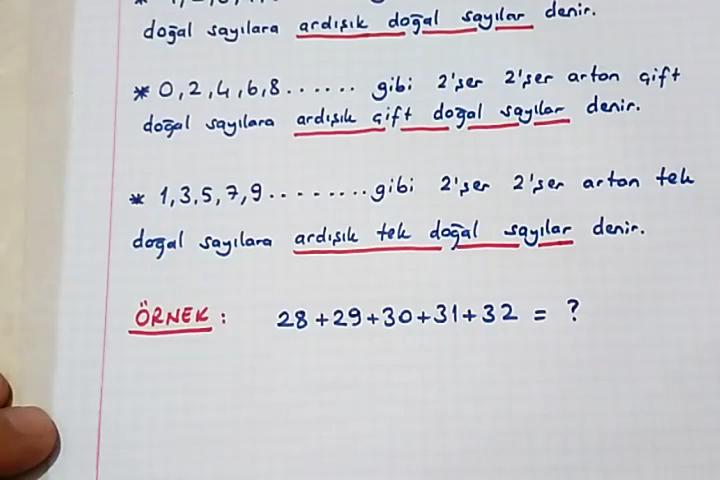 doğal sayılara ardışık doğal sayılar denir.
* 0, 2, 4, 6, 8 ...... gibi 2'şer 2'şer artan çift
doğal sayılara ardışık çift doğal sayılar denir.
* 1, 3, 5, 7, 9 ......... gibi 2'şer 2'şer artan tek
doğal sayılara ardışık tek doğal sayılar denir.
ÖRNEK : 28+29+30+31+32 = ?